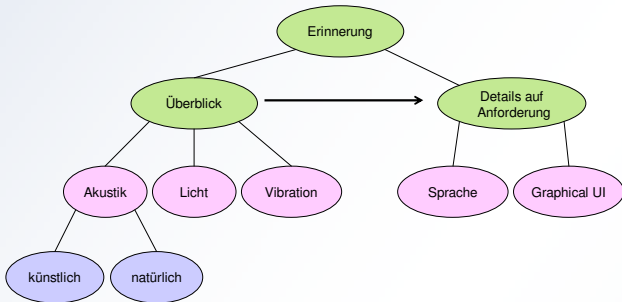 Erinnerung
Überblick
Details auf
Anforderung
Akustik
Licht
Vibration
Sprache
Graphical UI
künstlich
natürlich